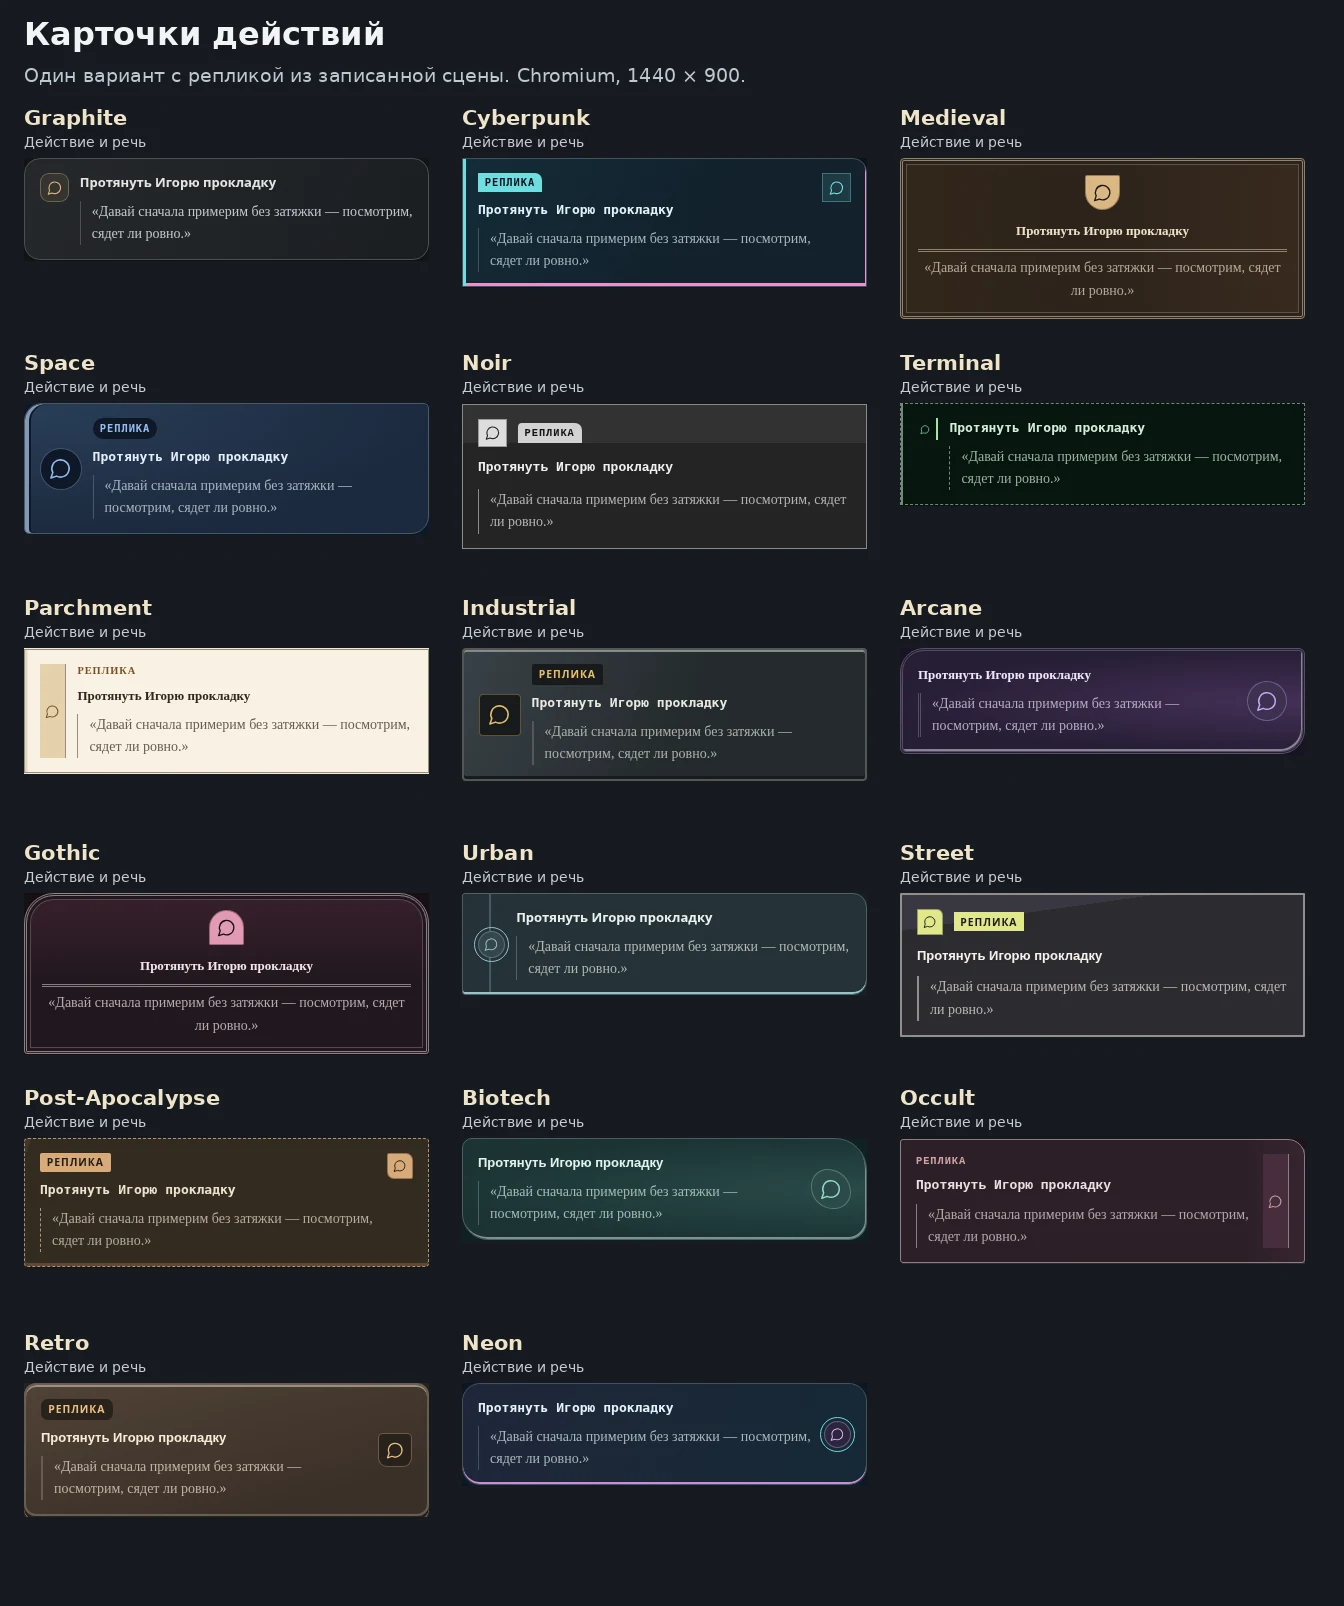 Карточки действий
Один вариант с репликой из записанной сцены. Chromium, 1440 × 900.
Graphite
Действие и речь
Протянуть Игорю прокладку
«Давай сначала примерим без затяжки — посмотрим,
сядет ли ровно.»
Cyberpunk
Действие и речь
РЕПЛИКА
Протянуть Игорю прокладку
«Давай сначала примерим без затяжки — посмотрим,
сядет ли ровно.»
Medieval
Действие и речь
Протянуть Игорю прокладку
«Давай сначала примерим без затяжки — посмотрим, сядет
ли ровно.»
Space
Действие и речь
РЕПЛИКА
Протянуть Игорю прокладку
«Давай сначала примерим без затяжки —
посмотрим, сядет ли ровно.»
Noir
Действие и речь
РЕПЛИКА
Протянуть Игорю прокладку
«Давай сначала примерим без затяжки — посмотрим, сядет
ли ровно.»
Terminal
Действие и речь
Протянуть Игорю прокладку
«Давай сначала примерим без затяжки — посмотрим,
сядет ли ровно.»
Parchment
Действие и речь
РЕПЛИКА
Протянуть Игорю прокладку
«Давай сначала примерим без затяжки — посмотрим,
сядет ли ровно.»
Industrial
Действие и речь
РЕПЛИКА
Протянуть Игорю прокладку
«Давай сначала примерим без затяжки —
посмотрим, сядет ли ровно.»
Arcane
Действие и речь
Протянуть Игорю прокладку
«Давай сначала примерим без затяжки —
посмотрим, сядет ли ровно.»
Gothic
Действие и речь
Протянуть Игорю прокладку
«Давай сначала примерим без затяжки — посмотрим, сядет
ли ровно.»
Urban
Действие и речь
Протянуть Игорю прокладку
«Давай сначала примерим без затяжки — посмотрим,
сядет ли ровно.»
Street
Действие и речь
РЕПЛИКА
Протянуть Игорю прокладку
«Давай сначала примерим без затяжки — посмотрим, сядет
ли ровно.»
Post-Apocalypse
Действие и речь
РЕПЛИКА
Протянуть Игорю прокладку
«Давай сначала примерим без затяжки — посмотрим,
сядет ли ровно.»
Biotech
Действие и речь
Протянуть Игорю прокладку
«Давай сначала примерим без затяжки —
посмотрим, сядет ли ровно.»
Occult
Действие и речь
РЕПЛИКА
Протянуть Игорю прокладку
«Давай сначала примерим без затяжки — посмотрим,
сядет ли ровно.»
Retro
Действие и речь
РЕПЛИКА
Протянуть Игорю прокладку
«Давай сначала примерим без затяжки —
посмотрим, сядет ли ровно.»
Neon
Действие и речь
Протянуть Игорю прокладку
«Давай сначала примерим без затяжки — посмотрим,
сядет ли ровно.»